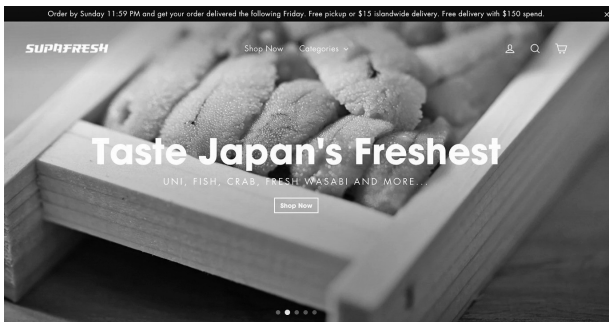 Order by Sunday 11:59 PM and get your order delivered the following Friday. Free pickup or $15 islandwide delivery. Free delivery with $150 spend.
SUPAFRESH
Shop Now Categories
Taste Japan's Freshest
UNI, FISH, CRAB, FRESH WASABI AND MORE...
Shop Now